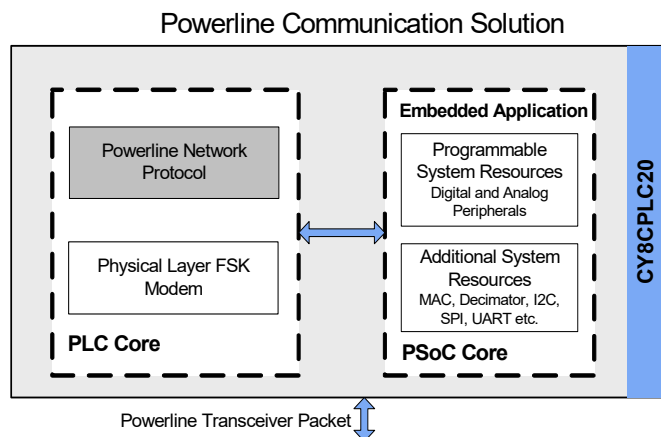 Powerline Communication Solution
Embedded Application
Powerline Network
Protocol
Physical Layer FSK
Modem
PLC Core
Programmable
System Resources
Digital and Analog
Peripherals
Additional System
Resources
MAC, Decimator, I2C,
SPI, UART etc.
PSoC Core
CY8CPLC20
Powerline Transceiver Packet